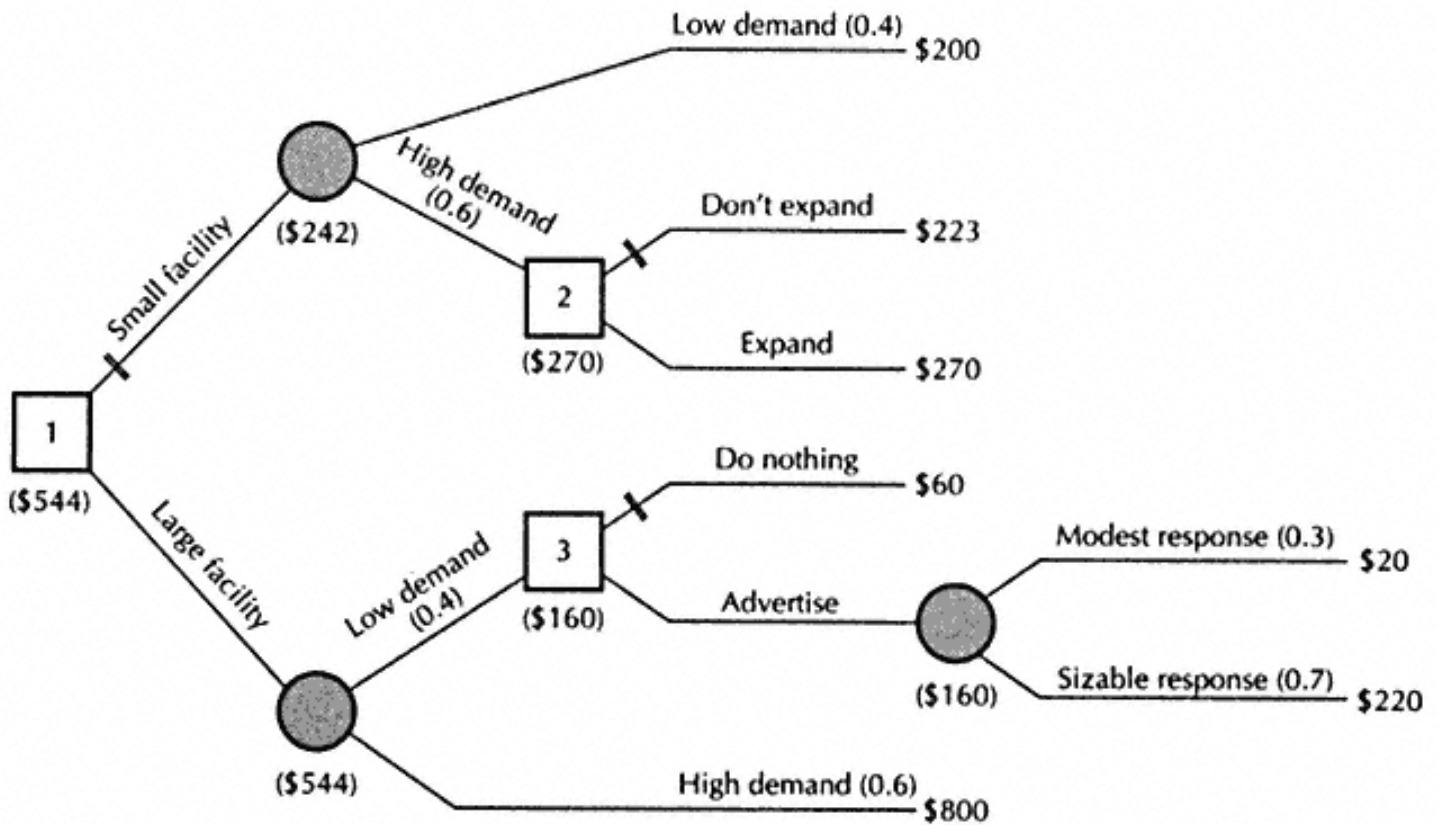 Low demand (0.4)
$200
High demand
(0.6)
($242)
Small facility
Don't expand
$223
2
($270)
Expand
$270
1
($544)
Large facility
Do nothing
$60
3
($160)
Low demand
(0.4)
Advertise
Modest response (0.3)
$20
($160)
Sizable response (0.7)
$220
($544)
High demand (0.6)
$800